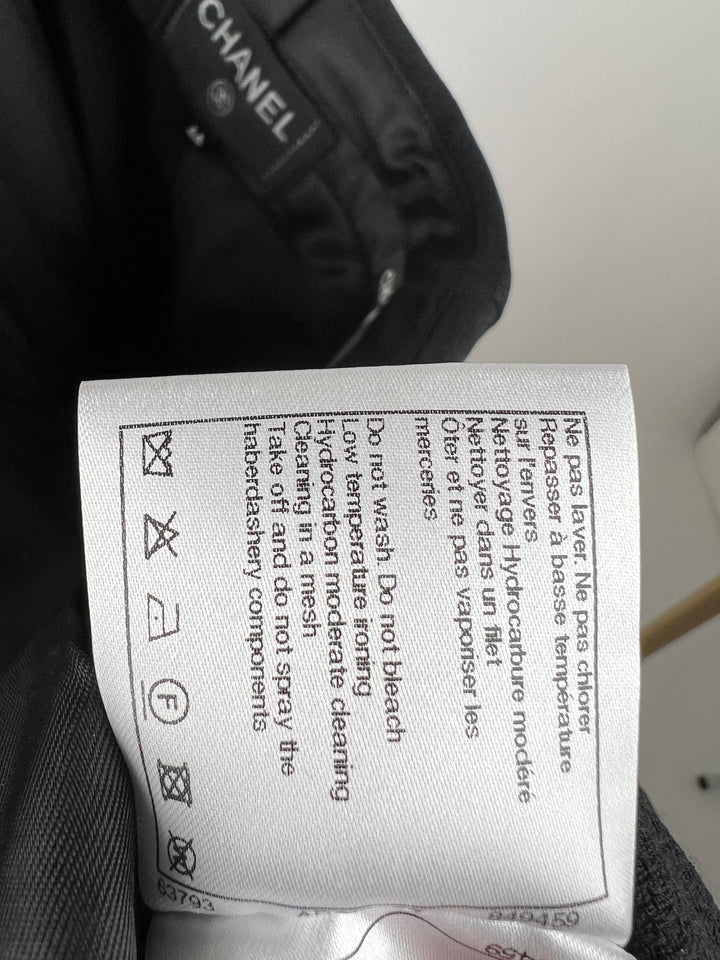 CHANEL
Ne pas laver. Ne pas chlorer
Repasser à basse temperature
sur l'envers
Nettoyage Hydrocarbure modéré
Nettoyer dans un filet
Ôter et ne pas vaporiser les
merceries
Do not wash. Do not bleach
Low temperature ironing
Hydrocarbon moderate cleaning
Cleaning in a mesh
Take off and do not spray the
haberdashery components
F
63793
849459
459